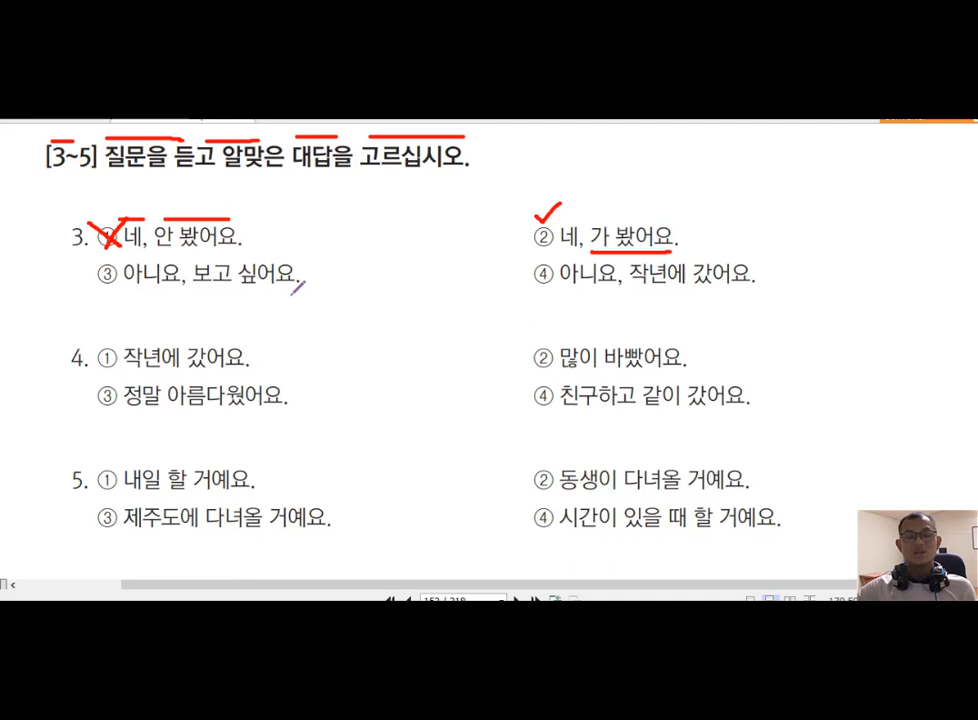 [3~5] 질문을 듣고 알맞은 대답을 고르십시오.
3. ① 네, 안 봤어요. ② 네, 가 봤어요.
③ 아니요, 보고 싶어요. ④ 아니요, 작년에 갔어요.
4. ① 작년에 갔어요. ② 많이 바빴어요.
③ 정말 아름다웠어요. ④ 친구하고 같이 갔어요.
5. ① 내일 할 거예요. ② 동생이 다녀올 거예요.
③ 제주도에 다녀올 거예요. ④ 시간이 있을 때 할 거예요.